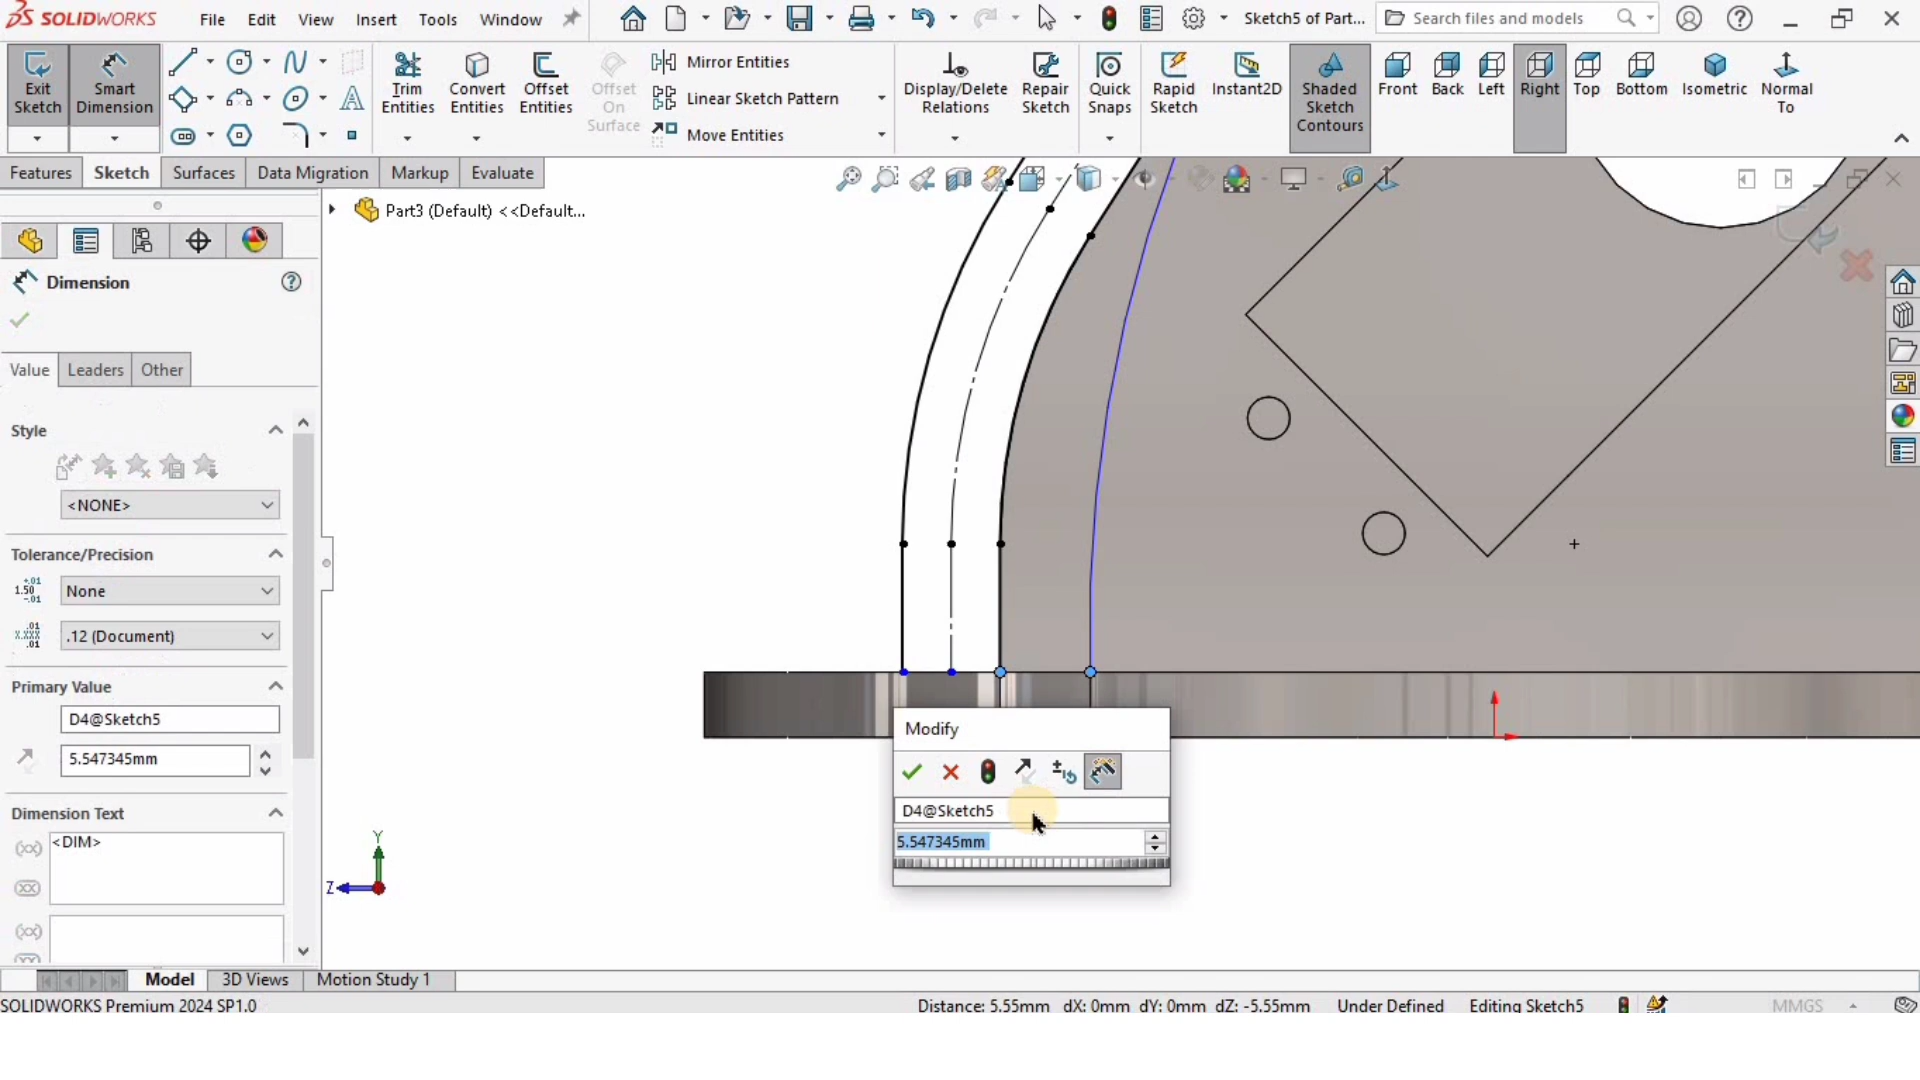 SOLIDWORKS File Edit View Insert Tools Window Sketch5 of Part... Search files and models
Exit Sketch
Smart Dimension
Trim Entities
Convert Entities
Offset Entities
Offset On Surface
Mirror Entities
Linear Sketch Pattern
Move Entities
Display/Delete Relations
Repair Sketch
Quick Snaps
Rapid Sketch
Instant2D
Shaded Sketch Contours
Front
Back
Left
Right
Top
Bottom
Isometric
Normal To
Features Sketch Surfaces Data Migration Markup Evaluate
Part3 (Default) <<Default...
Dimension
Value Leaders Other
Style
<NONE>
Tolerance/Precision
None
.12 (Document)
Primary Value
D4@Sketch5
5.547345mm
Dimension Text
<DIM>
Modify
D4@Sketch5
5.547345mm
Y
Z
Model 3D Views Motion Study 1
SOLIDWORKS Premium 2024 SP1.0 Distance: 5.55mm dX: 0mm dY: 0mm dZ: -5.55mm Under Defined Editing Sketch5 MMGS